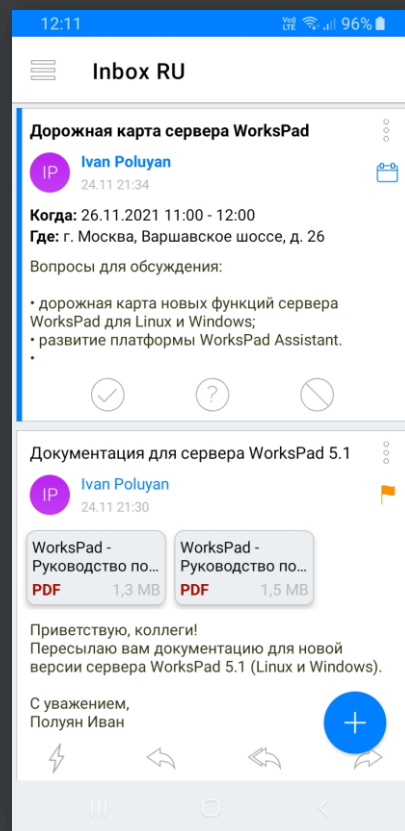 12:11
Vo)) LTE 96%
Inbox RU
Дорожная карта сервера WorksPad
IP
Ivan Poluyan
24.11 21:34
Когда: 26.11.2021 11:00 - 12:00
Где: г. Москва, Варшавское шоссе, д. 26
Вопросы для обсуждения:
• дорожная карта новых функций сервера
WorksPad для Linux и Windows;
• развитие платформы WorksPad Assistant.
•
?
Документация для сервера WorksPad 5.1
IP
Ivan Poluyan
24.11 21:30
WorksPad - WorksPad -
Руководство по... Руководство по...
PDF 1,3 MB PDF 1,5 MB
Приветствую, коллеги!
Пересылаю вам документацию для новой
версии сервера WorksPad 5.1 (Linux и Windows).
С уважением,
Полуян Иван